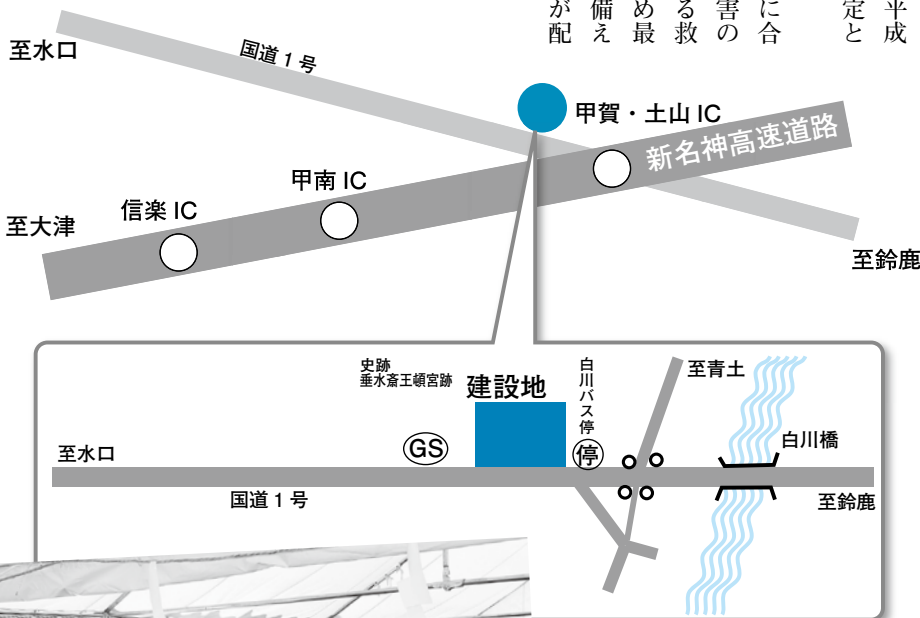 平成
定と
に合
害の
る救
め最
備え
が配
至水口
国道1号
甲賀・土山 IC
新名神高速道路
甲南 IC
信楽 IC
至大津
至鈴鹿
史跡
垂水斎王頓宮跡
建設地
白川バス停
至青土
GS
停
白川橋
至水口
国道1号
至鈴鹿